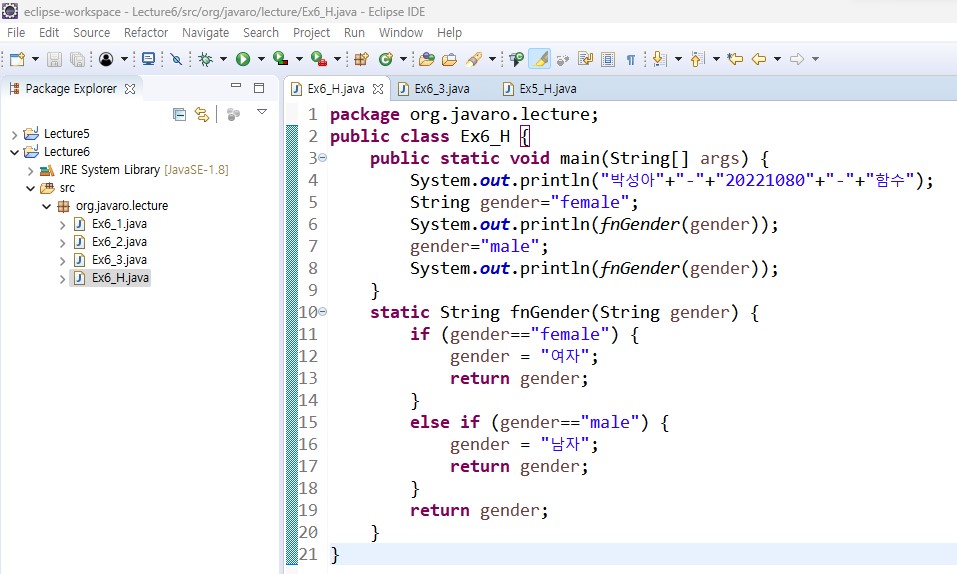 eclipse-workspace - Lecture6/src/org/javaro/lecture/Ex6_H.java - Eclipse IDE
File Edit Source Refactor Navigate Search Project Run Window Help
Package Explorer
Lecture5
Lecture6
JRE System Library [JavaSE-1.8]
src
org.javaro.lecture
Ex6_1.java
Ex6_2.java
Ex6_3.java
Ex6_H.java
Ex6_H.java Ex6_3.java Ex5_H.java
1 package org.javaro.lecture;
2 public class Ex6_H {
3 public static void main(String[] args) {
4 System.out.println("박성아"+"-"+"20221080"+"-"+"함수");
5 String gender="female";
6 System.out.println(fnGender(gender));
7 gender="male";
8 System.out.println(fnGender(gender));
9 }
10 static String fnGender(String gender) {
11 if (gender=="female") {
12 gender = "여자";
13 return gender;
14 }
15 else if (gender=="male") {
16 gender = "남자";
17 return gender;
18 }
19 return gender;
20 }
21 }